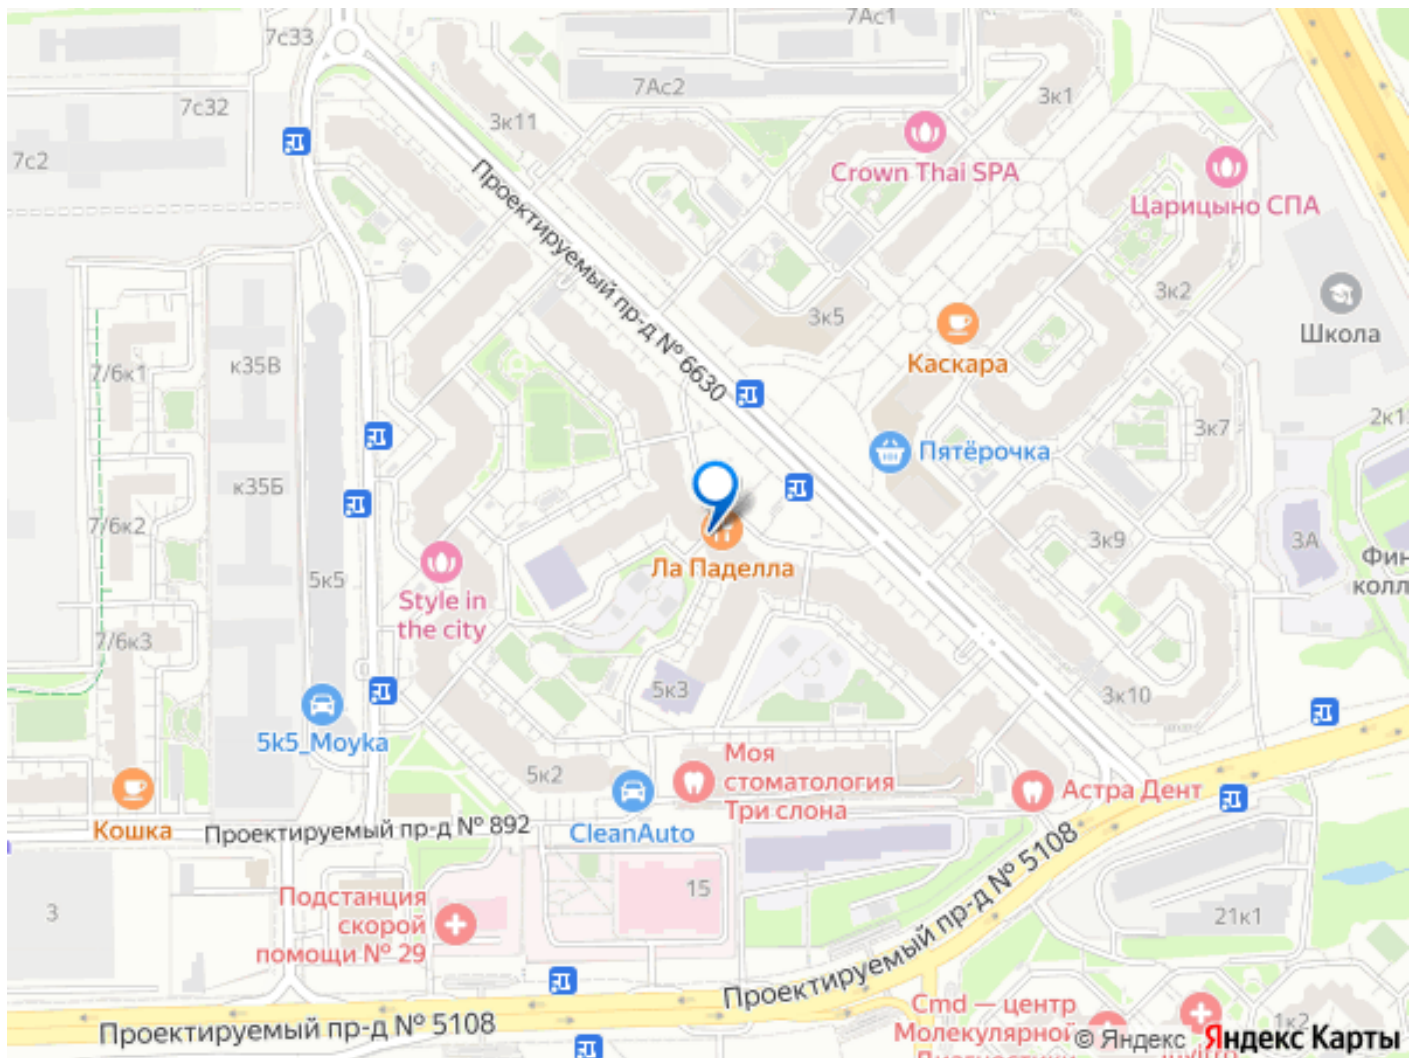 7Ас1
7с33
7Ас2
3к1
7с32
3к11
7с2
Crown Thai SPA
Царицыно СПА
Проектируемый пр-д № 6630
3к2
3к5
Школа
Каскара
7/6к1
к35В
2к1
3к7
Пятёрочка
к35Б
7/6к2
3к9
3А
Фин
колл
Ла Паделла
5к5
Style in
the city
7/6к3
5к3
3к10
5k5_Moyka
Моя
стоматология
Три слона
5к2
Астра Дент
Кошка
Проектируемый пр-д № 892
CleanAuto
Подстанция
скорой
помощи № 29
15
3
21к1
Проектируемый пр-д № 5108
Проектируемый пр-д № 5108
Cmd — центр
Молекулярной
1к2
© Яндекс Яндекс Карты